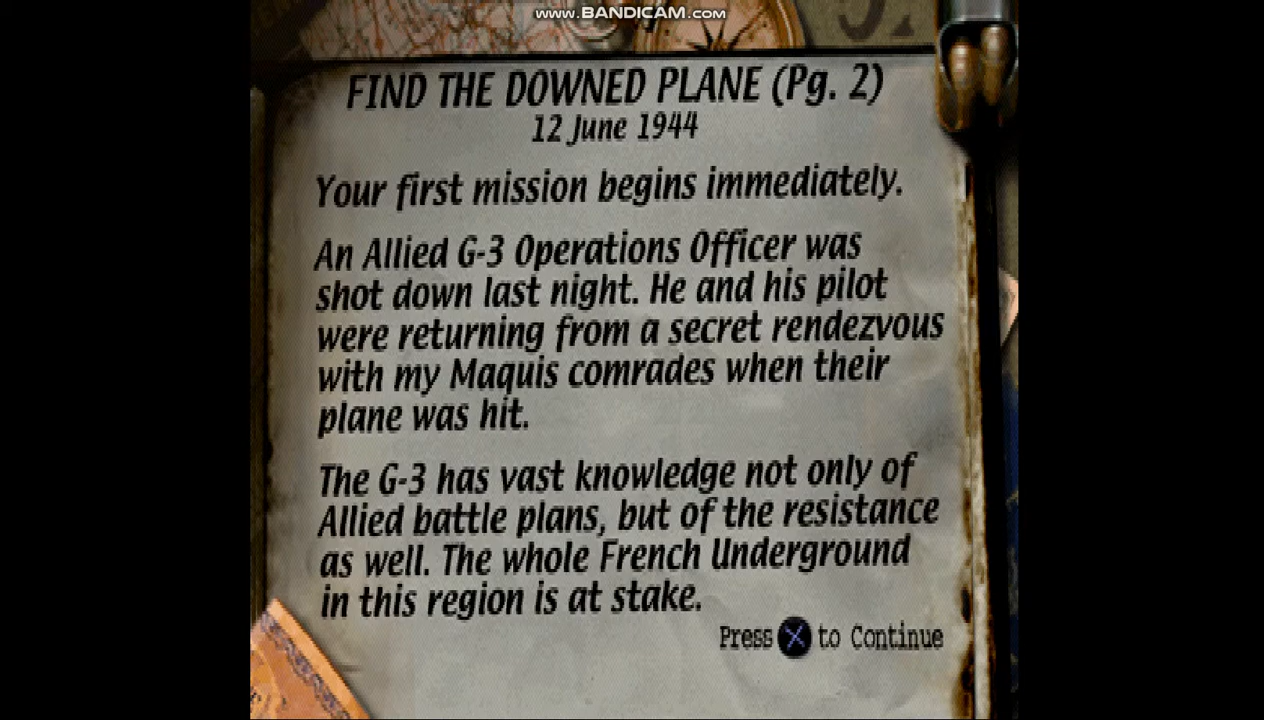 www.BANDICAM.com
FIND THE DOWNED PLANE (Pg. 2)
12 June 1944
Your first mission begins immediately.
An Allied G-3 Operations Officer was
shot down last night. He and his pilot
were returning from a secret rendezvous
with my Maquis comrades when their
plane was hit.
The G-3 has vast knowledge not only of
Allied battle plans, but of the resistance
as well. The whole French Underground
in this region is at stake.
Press X to Continue